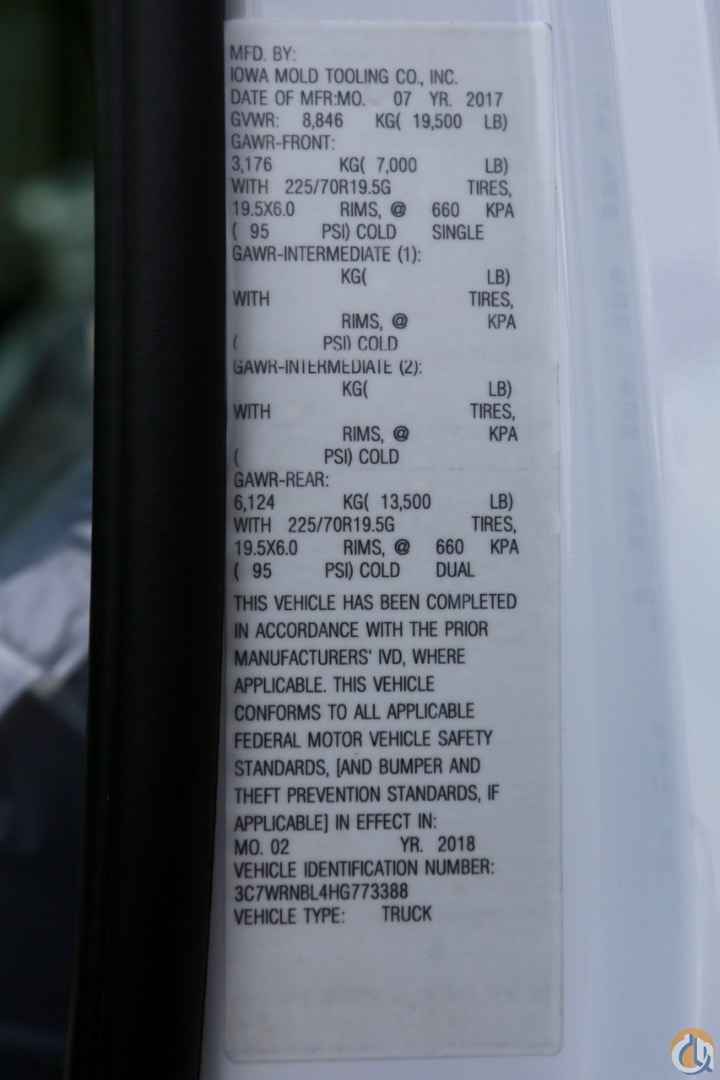 MFD. BY:
IOWA MOLD TOOLING CO., INC.
DATE OF MFR:MO. 07 YR. 2017
GVWR: 8,846 KG( 19,500 LB)
GAWR-FRONT:
3,176 KG( 7,000 LB)
WITH 225/70R19.5G TIRES,
19.5X6.0 RIMS, @ 660 KPA
( 95 PSI) COLD SINGLE
GAWR-INTERMEDIATE (1):
KG( LB)
WITH TIRES,
RIMS, @ KPA
( PSI) COLD
GAWR-INTERMEDIATE (2):
KG( LB)
WITH TIRES,
RIMS, @ KPA
( PSI) COLD
GAWR-REAR:
6,124 KG( 13,500 LB)
WITH 225/70R19.5G TIRES,
19.5X6.0 RIMS, @ 660 KPA
( 95 PSI) COLD DUAL
THIS VEHICLE HAS BEEN COMPLETED
IN ACCORDANCE WITH THE PRIOR
MANUFACTURERS' IVD, WHERE
APPLICABLE. THIS VEHICLE
CONFORMS TO ALL APPLICABLE
FEDERAL MOTOR VEHICLE SAFETY
STANDARDS, [AND BUMPER AND
THEFT PREVENTION STANDARDS, IF
APPLICABLE] IN EFFECT IN:
MO. 02 YR. 2018
VEHICLE IDENTIFICATION NUMBER:
3C7WRNBL4HG773388
VEHICLE TYPE: TRUCK